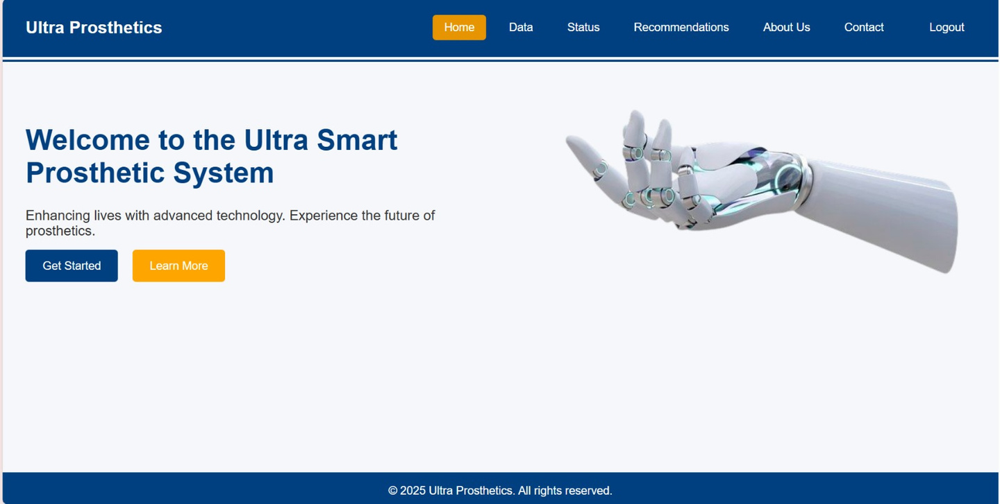 Ultra Prosthetics
Home
Data
Status
Recommendations
About Us
Contact
Logout
Welcome to the Ultra Smart
Prosthetic System
Enhancing lives with advanced technology. Experience the future of
prosthetics.
Get Started
Learn More
© 2025 Ultra Prosthetics. All rights reserved.